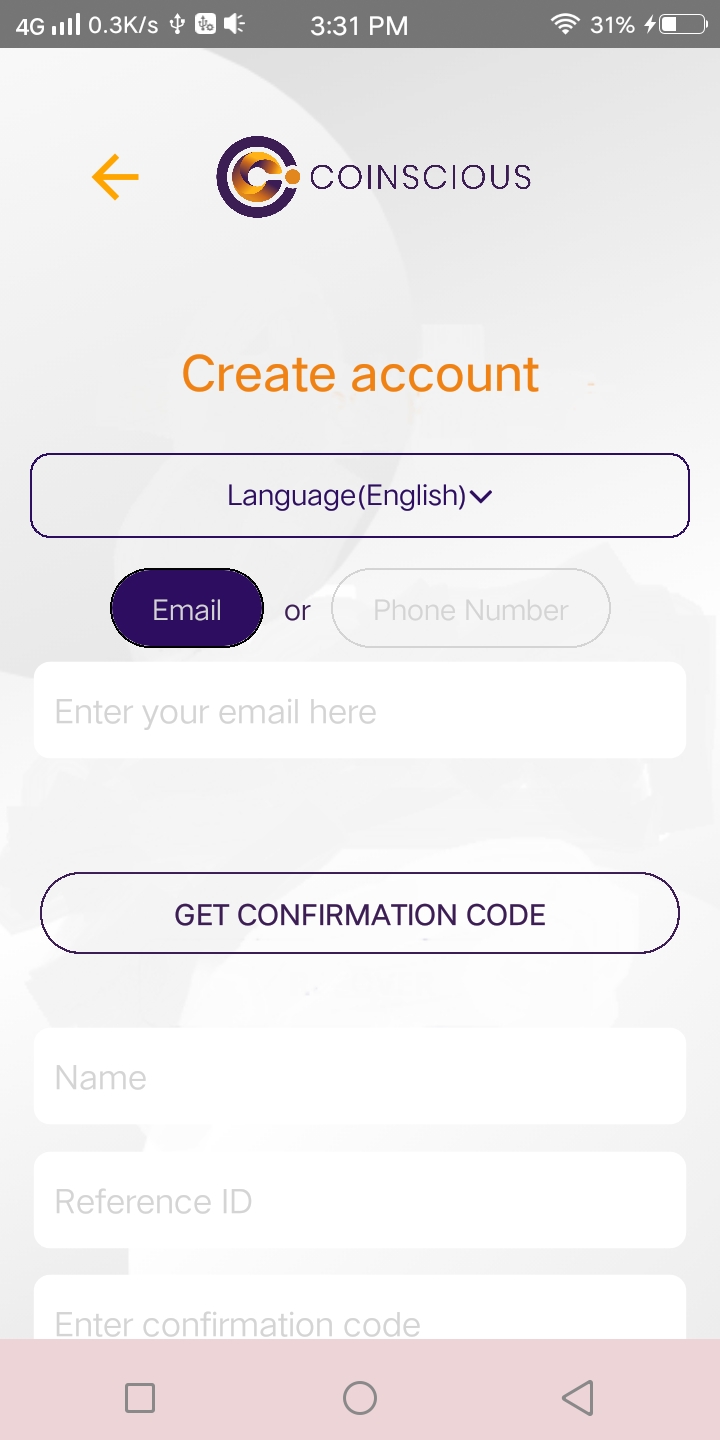 4G 0.3K/s 3:31 PM 31%
COINSCIOUS
Create account
Language(English)
Email or Phone Number
Enter your email here
GET CONFIRMATION CODE
Name
Reference ID
Enter confirmation code